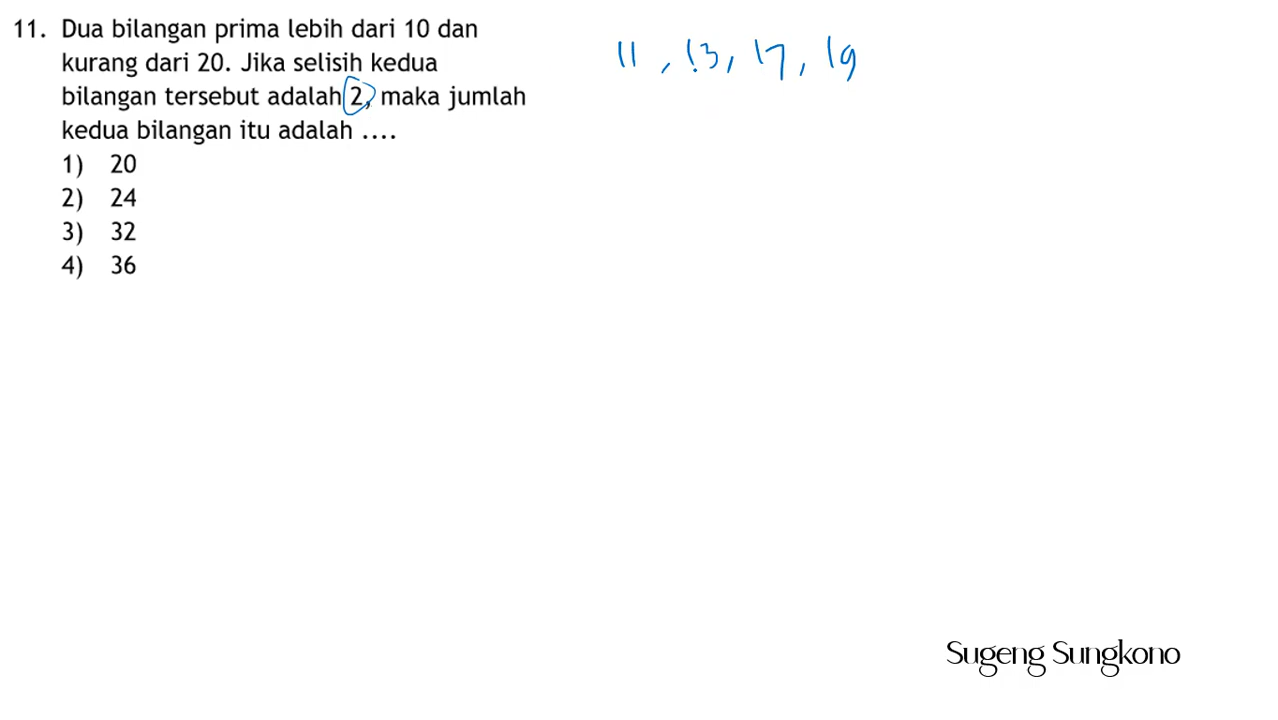 11. Dua bilangan prima lebih dari 10 dan
kurang dari 20. Jika selisih kedua
bilangan tersebut adalah 2, maka jumlah
kedua bilangan itu adalah ....
1) 20
2) 24
3) 32
4) 36
11, 13, 17, 19
Sugeng Sungkono